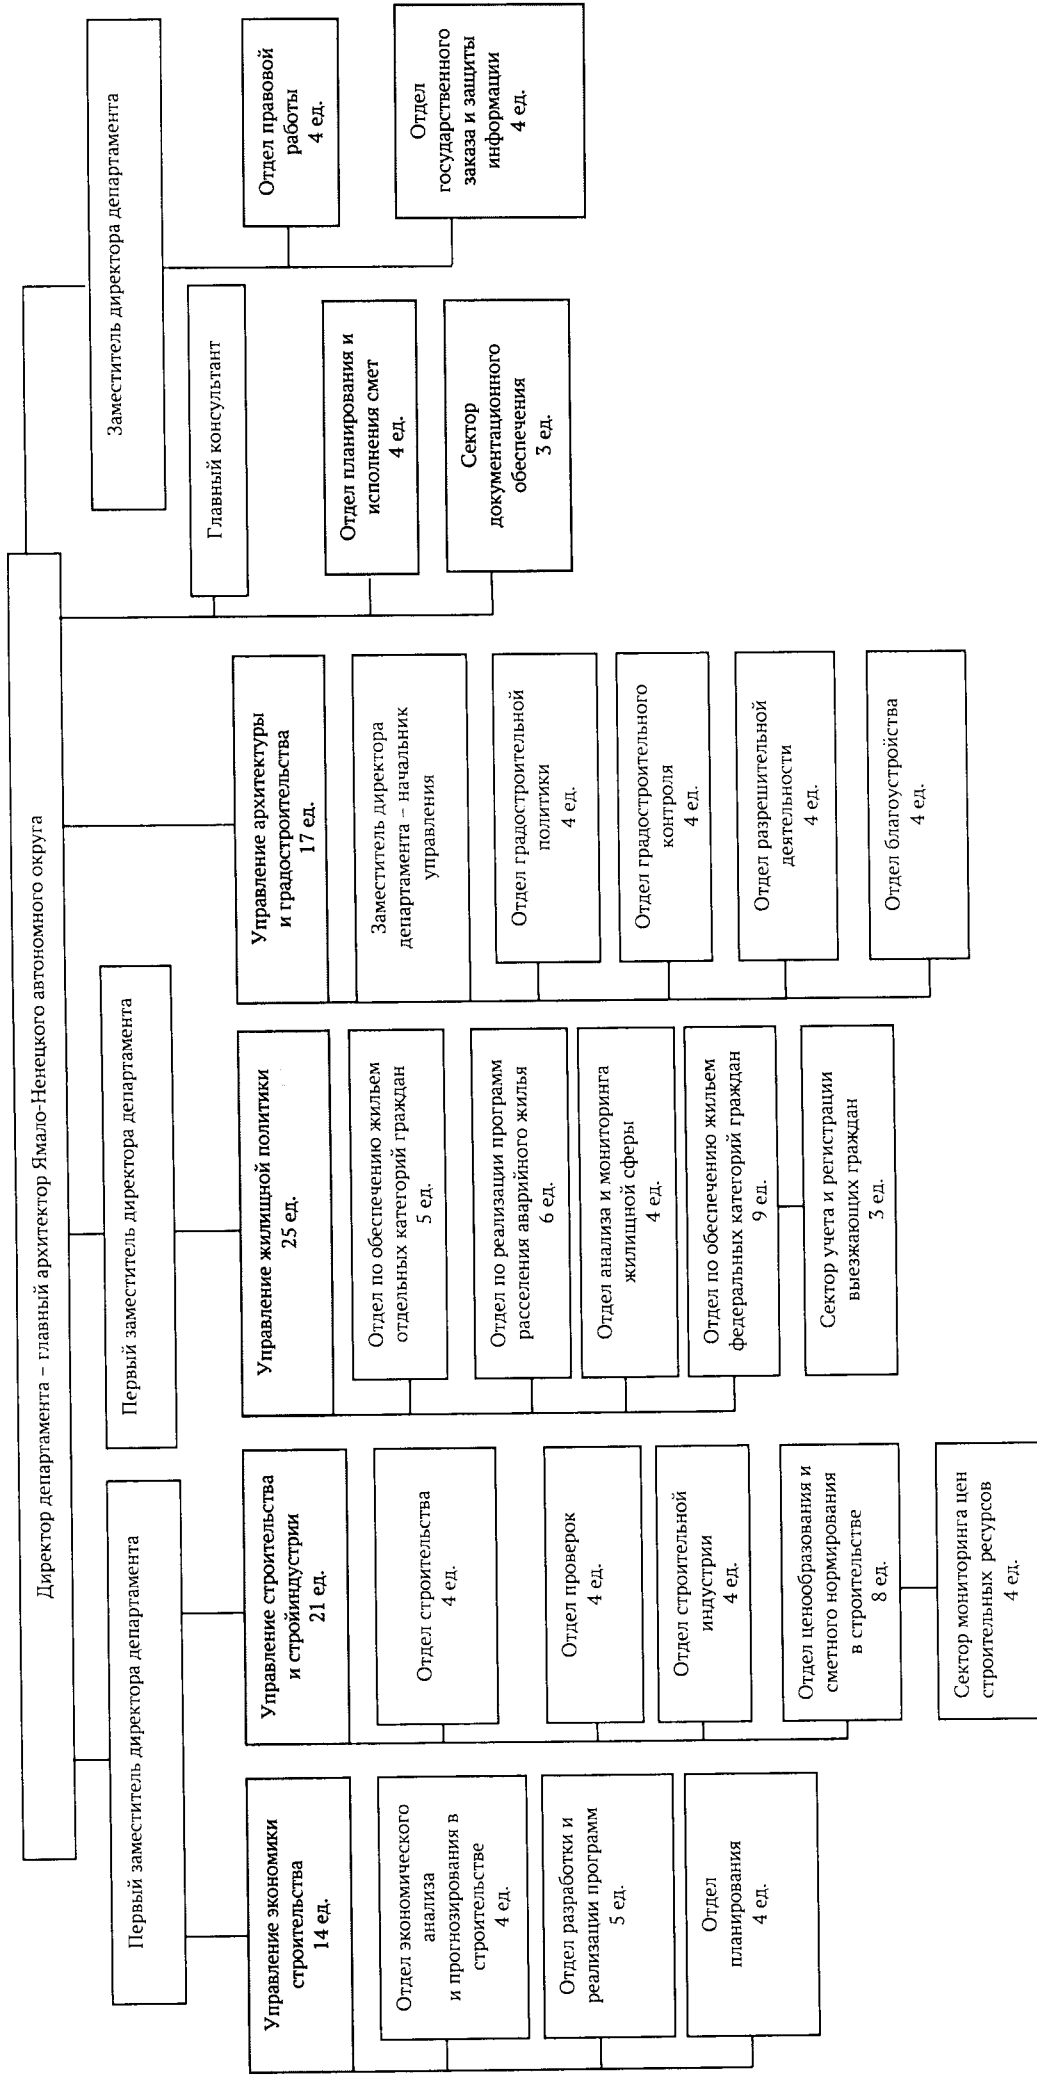 Директор департамента – главный архитектор Ямало-Ненецкого автономного округа
Первый заместитель директора департамента
Управление экономики
строительства
14 ед.
Отдел экономического
анализа
и прогнозирования в
строительстве
4 ед.
Отдел разработки и
реализации программ
5 ед.
Отдел
планирования
4 ед.
Управление строительства
и стройиндустрии
21 ед.
Отдел строительства
4 ед.
Отдел проверок
4 ед.
Отдел строительной
индустрии
4 ед.
Отдел ценообразования и
сметного нормирования
в строительстве
8 ед.
Сектор мониторинга цен
строительных ресурсов
4 ед.
Первый заместитель директора департамента
Управление жилищной политики
25 ед.
Отдел по обеспечению жильем
отдельных категорий граждан
5 ед.
Отдел по реализации программ
расселения аварийного жилья
6 ед.
Отдел анализа и мониторинга
жилищной сферы
4 ед.
Отдел по обеспечению жильем
федеральных категорий граждан
9 ед.
Сектор учета и регистрации
выезжающих граждан
3 ед.
Управление архитектуры
и градостроительства
17 ед.
Заместитель директора
департамента – начальник
управления
Отдел градостроительной
политики
4 ед.
Отдел градостроительного
контроля
4 ед.
Отдел разрешительной
деятельности
4 ед.
Отдел благоустройства
4 ед.
Главный консультант
Отдел планирования и
исполнения смет
4 ед.
Сектор
документационного
обеспечения
3 ед.
Заместитель директора департамента
Отдел правовой
работы
4 ед.
Отдел
государственного
заказа и защиты
информации
4 ед.